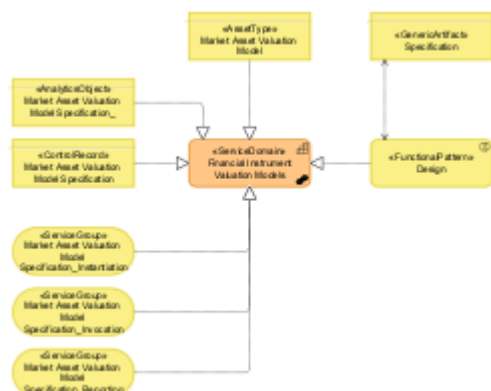 «AssetType»
Market Asset Valuation
Model
«GenericArtifact»
Specification
«AnalyticsObject»
Market Asset Valuation
Model Specification_
«ServiceDomain»
Financial Instrument
Valuation Models
«ControlRecord»
Market Asset Valuation
Model Specification
«FunctionalPattern»
Design
«ServiceGroup»
Market Asset Valuation
Model
Specification_Instantiation
«ServiceGroup»
Market Asset Valuation
Model
Specification_Invocation
«ServiceGroup»
Market Asset Valuation
Model
Specification_Reporting